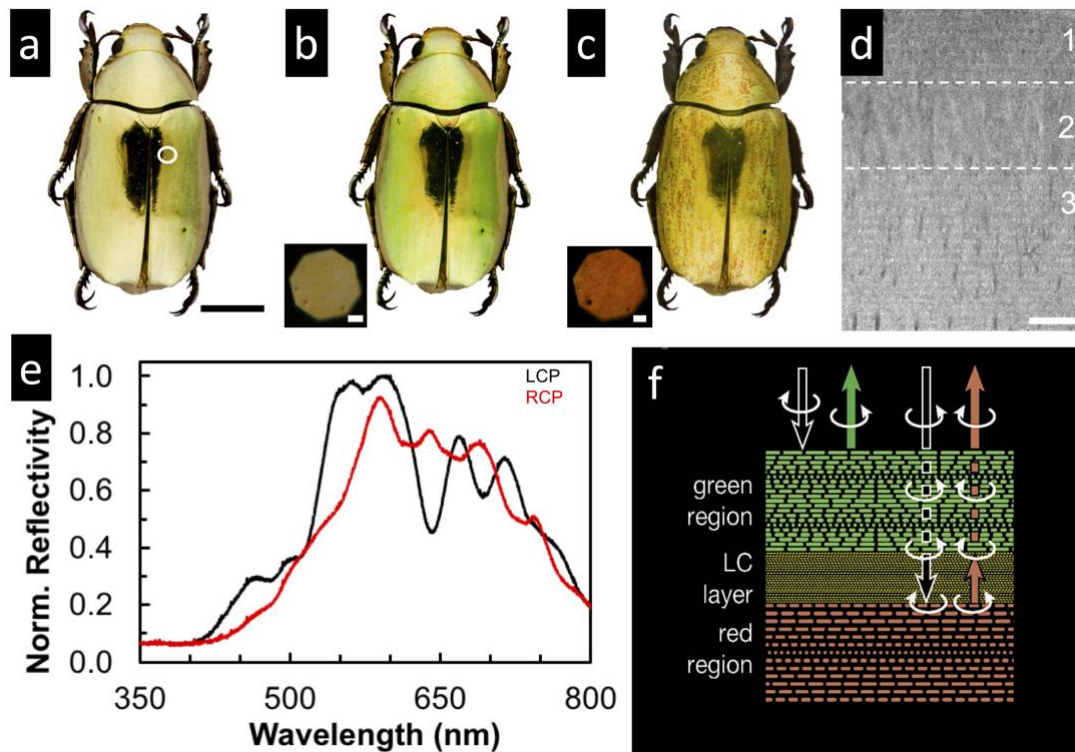 a
b
c
d
1
2
3
e
Norm. Reflectivity
1.0
0.8
0.6
0.4
0.2
0.0
350
500
650
800
Wavelength (nm)
LCP
RCP
f
green
region
LC
layer
red
region